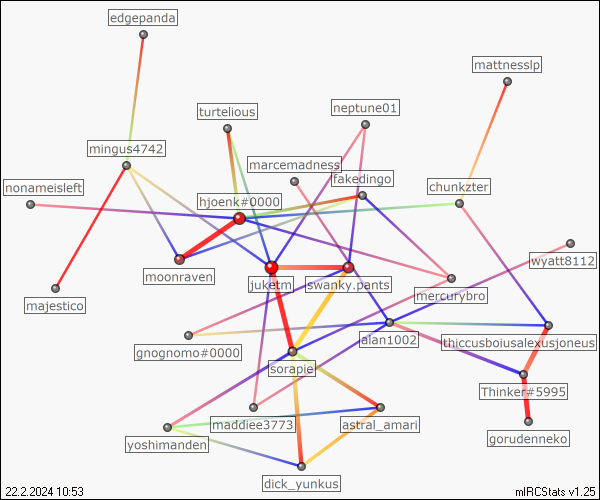 edgepanda
mattnesslp
turtelious
neptune01
mingus4742
marcemadness
fakedingo
nonameisleft
hjoenk#0000
chunkzter
wyatt8112
moonraven
juketm
swanky.pants
mercurybro
majestico
alan1002
thiccusboiusalexusjoneus
gnognomo#0000
sorapie
Thinker#5995
maddiee3773
astral_amari
yoshimanden
gorudenneko
dick_yunkus
22.2.2024 10:53
mIRCStats v1.25